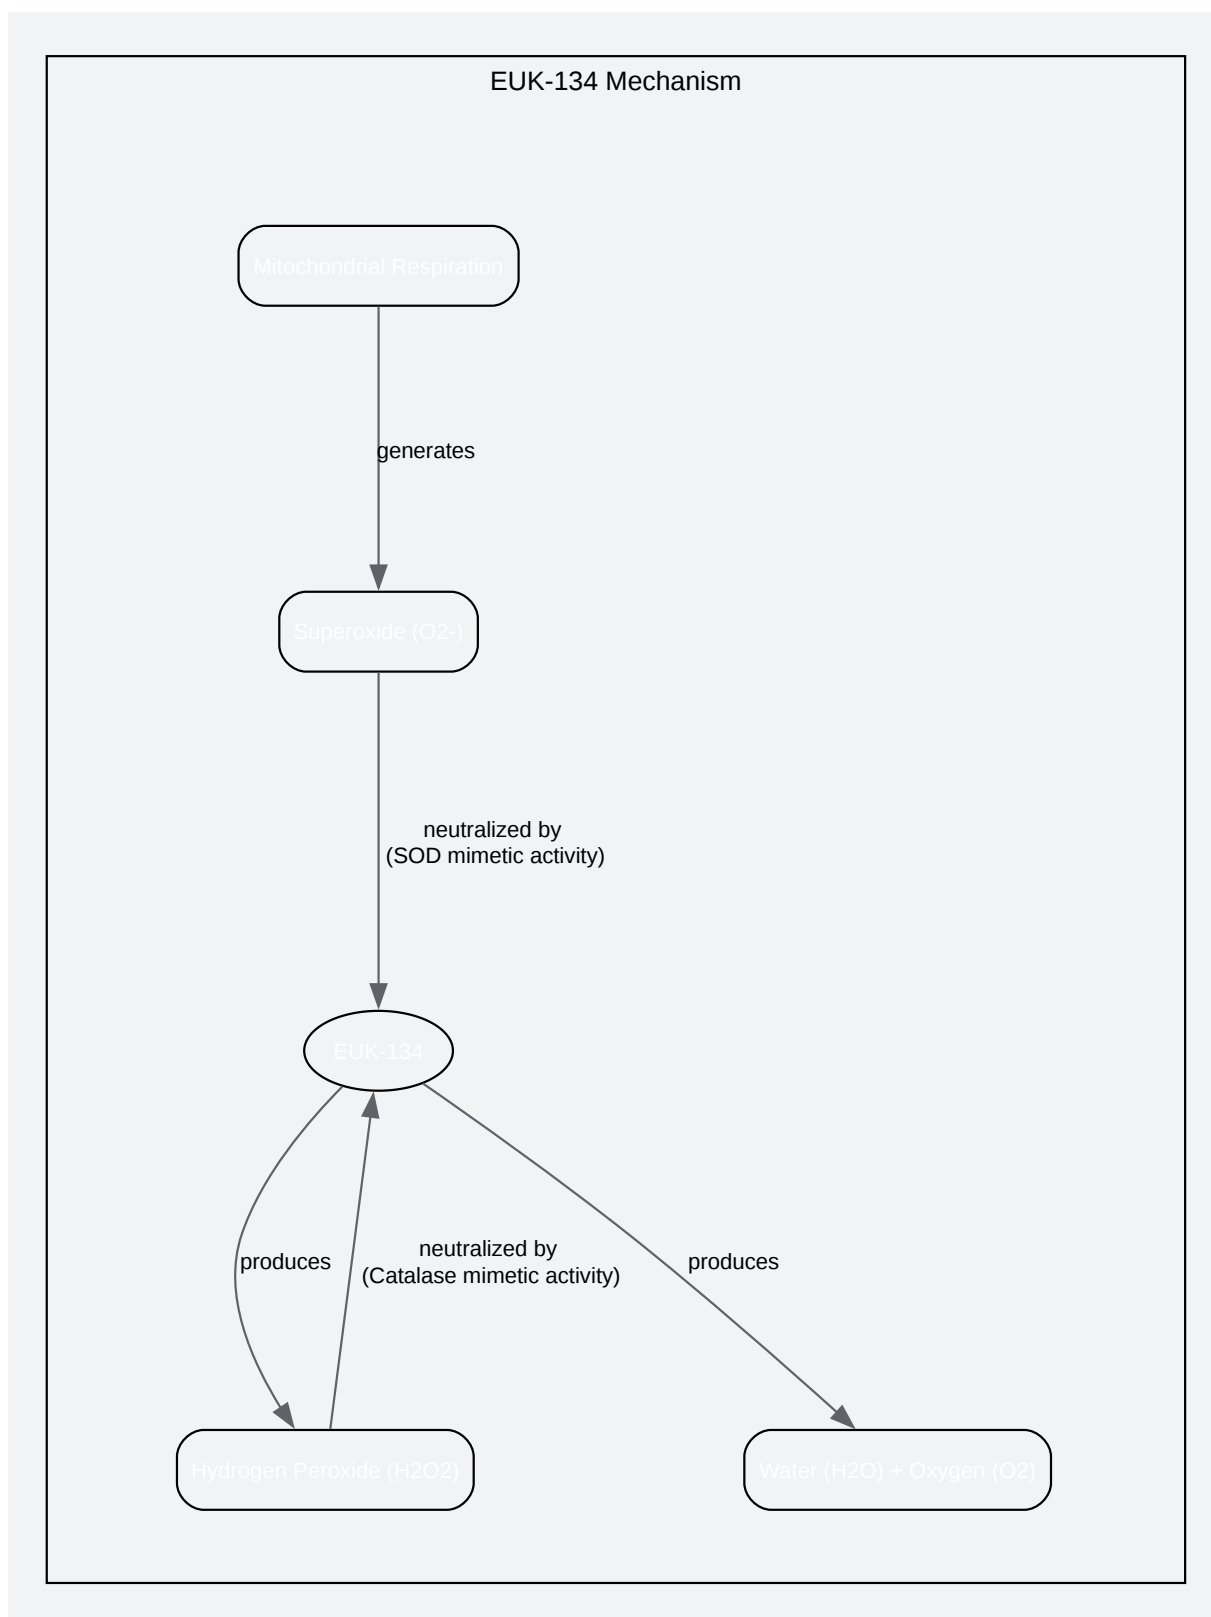 EUK-134 Mechanism
Mitochondrial Respiration
generates
Superoxide (O2-)
neutralized by
(SOD mimetic activity)
EUK-134
produces
neutralized by
(Catalase mimetic activity)
produces
Hydrogen Peroxide (H2O2)
Water (H2O) + Oxygen (O2)